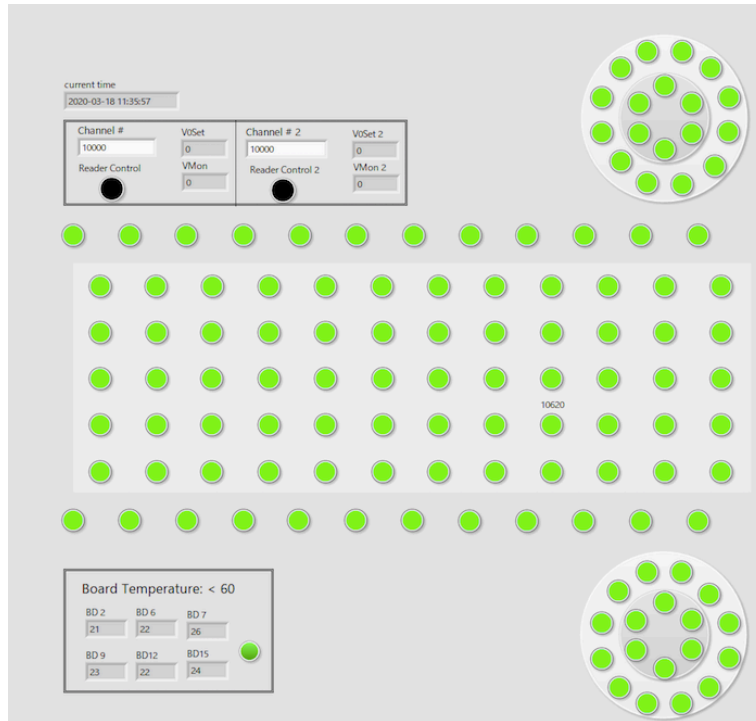 current time
2020-03-18 11:35:57
Channel # V0Set Channel # 2 V0Set 2
10000 0 10000 0
Reader Control VMon Reader Control 2 VMon 2
0 0
10620
Board Temperature: < 60
BD 2 BD 6 BD 7
21 22 26
BD 9 BD12 BD15
23 22 24